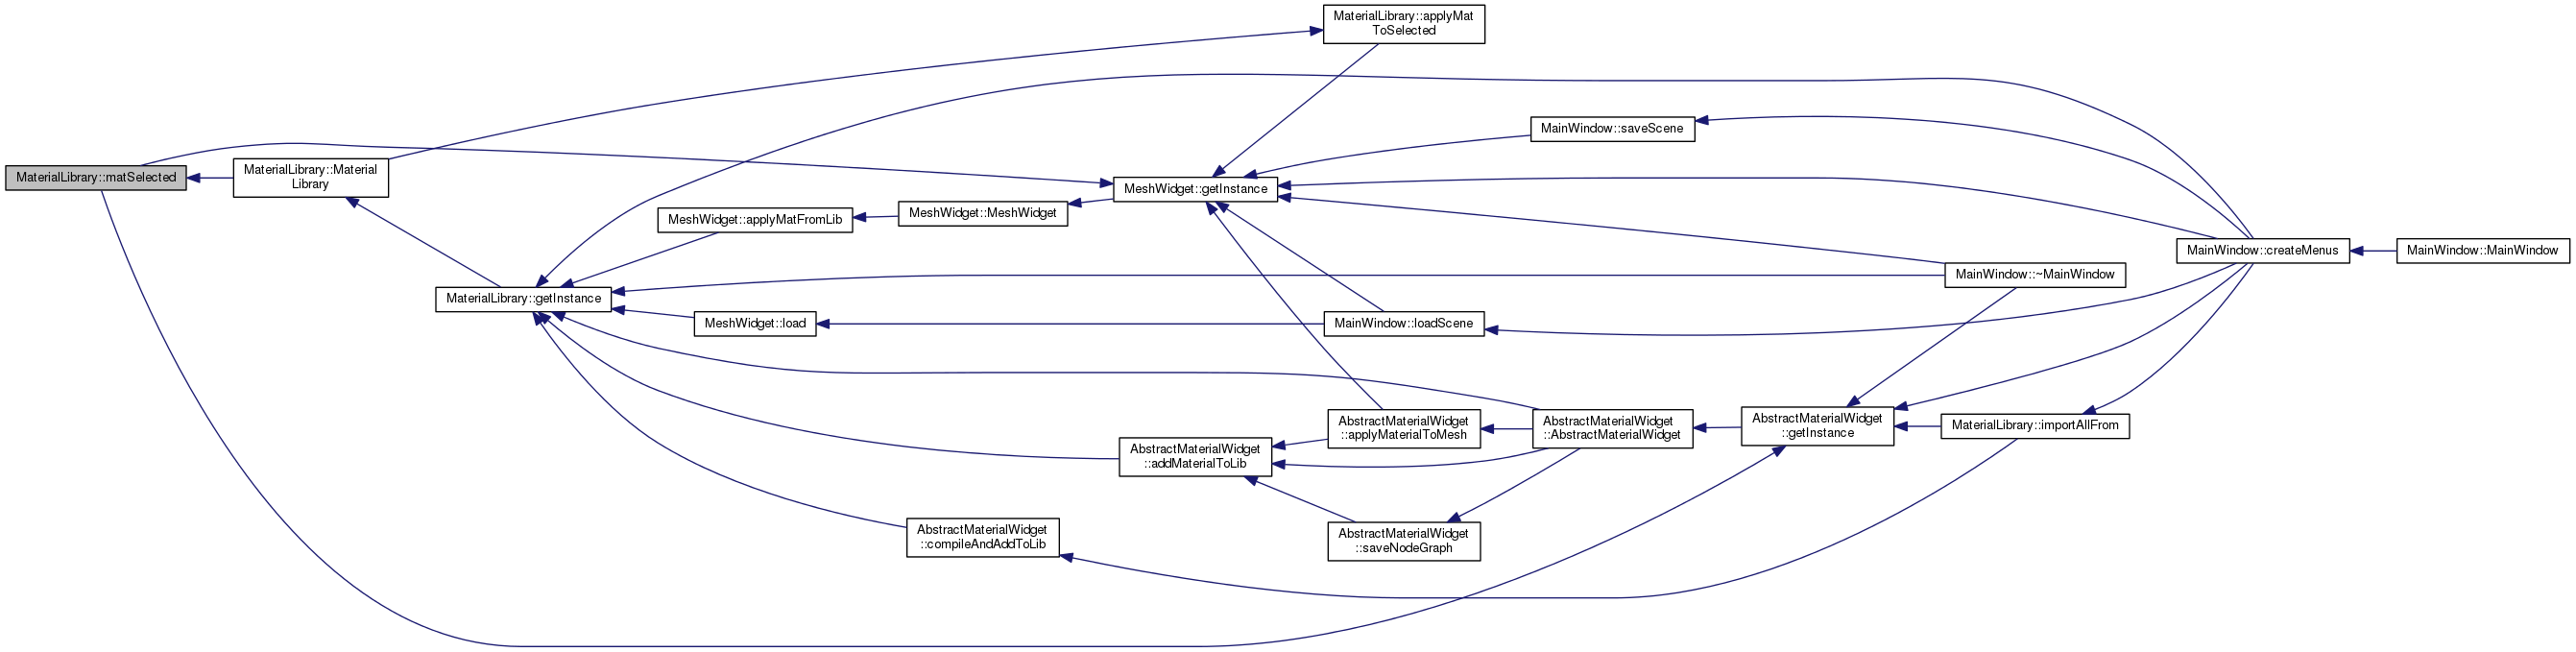 MaterialLibrary::applyMat
ToSelected
MainWindow::saveScene
MaterialLibrary::matSelected
MaterialLibrary::Material
Library
MeshWidget::getInstance
MeshWidget::applyMatFromLib
MeshWidget::MeshWidget
MainWindow::createMenus
MainWindow::MainWindow
MainWindow::~MainWindow
MaterialLibrary::getInstance
MeshWidget::load
MainWindow::loadScene
AbstractMaterialWidget
::applyMaterialToMesh
AbstractMaterialWidget
::AbstractMaterialWidget
AbstractMaterialWidget
::getInstance
MaterialLibrary::importAllFrom
AbstractMaterialWidget
::addMaterialToLib
AbstractMaterialWidget
::compileAndAddToLib
AbstractMaterialWidget
::saveNodeGraph